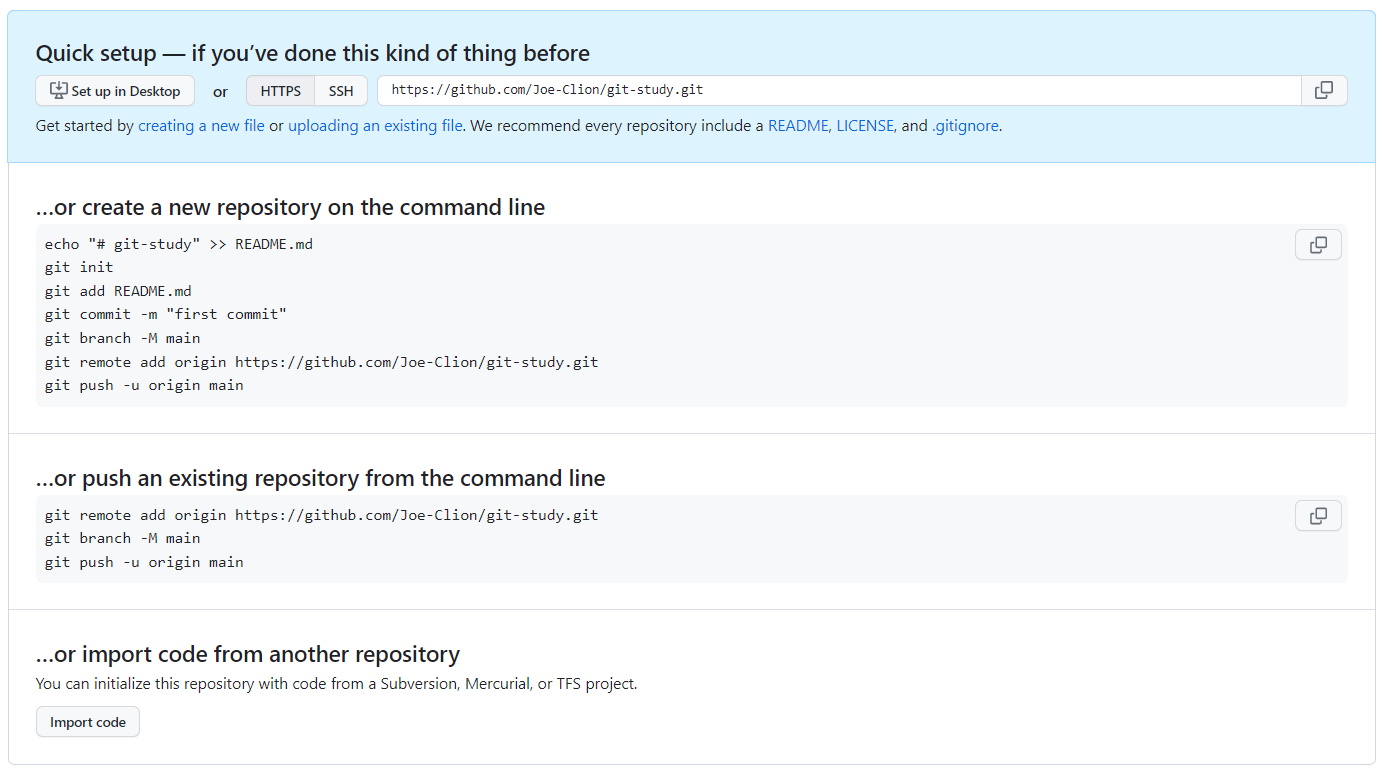 Quick setup — if you’ve done this kind of thing before
Set up in Desktop or HTTPS SSH https://github.com/Joe-Clion/git-study.git
Get started by creating a new file or uploading an existing file. We recommend every repository include a README, LICENSE, and .gitignore.
…or create a new repository on the command line
echo "# git-study" >> README.md
git init
git add README.md
git commit -m "first commit"
git branch -M main
git remote add origin https://github.com/Joe-Clion/git-study.git
git push -u origin main
…or push an existing repository from the command line
git remote add origin https://github.com/Joe-Clion/git-study.git
git branch -M main
git push -u origin main
…or import code from another repository
You can initialize this repository with code from a Subversion, Mercurial, or TFS project.
Import code